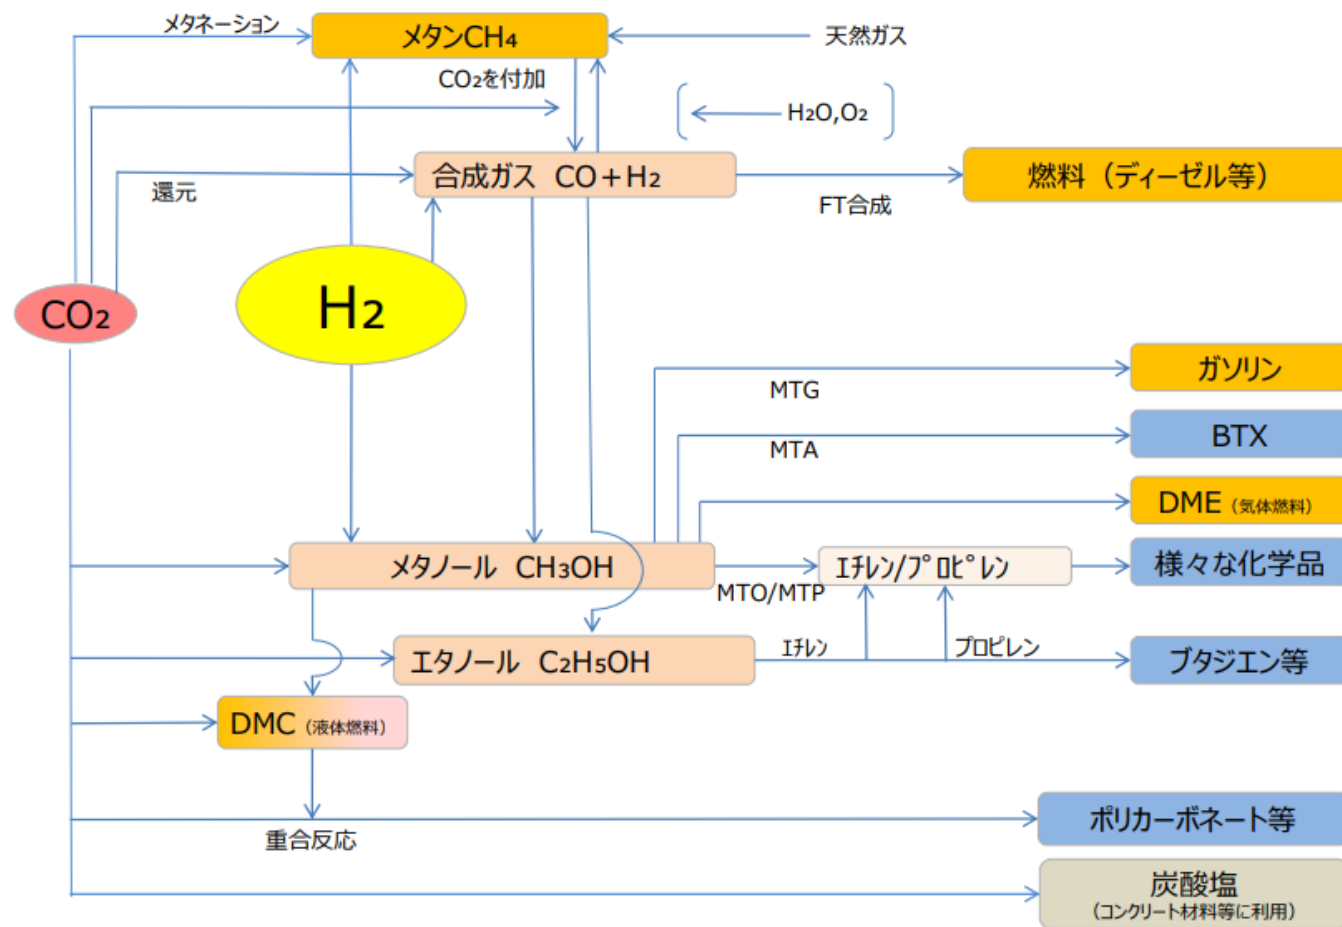 メタネーション
メタンCH₄
天然ガス
CO₂を付加
H₂O,O₂
還元
合成ガス CO＋H₂
燃料（ディーゼル等）
FT合成
CO₂
H₂
ガソリン
MTG
BTX
MTA
DME（気体燃料）
メタノール CH₃OH
ｴﾁﾚﾝ/ﾌﾟﾛﾋﾟﾚﾝ
様々な化学品
MTO/MTP
エタノール C₂H₅OH
ｴﾁﾚﾝ
プロピレン
ブタジエン等
DMC（液体燃料）
ポリカーボネート等
重合反応
炭酸塩
（コンクリート材料等に利用）